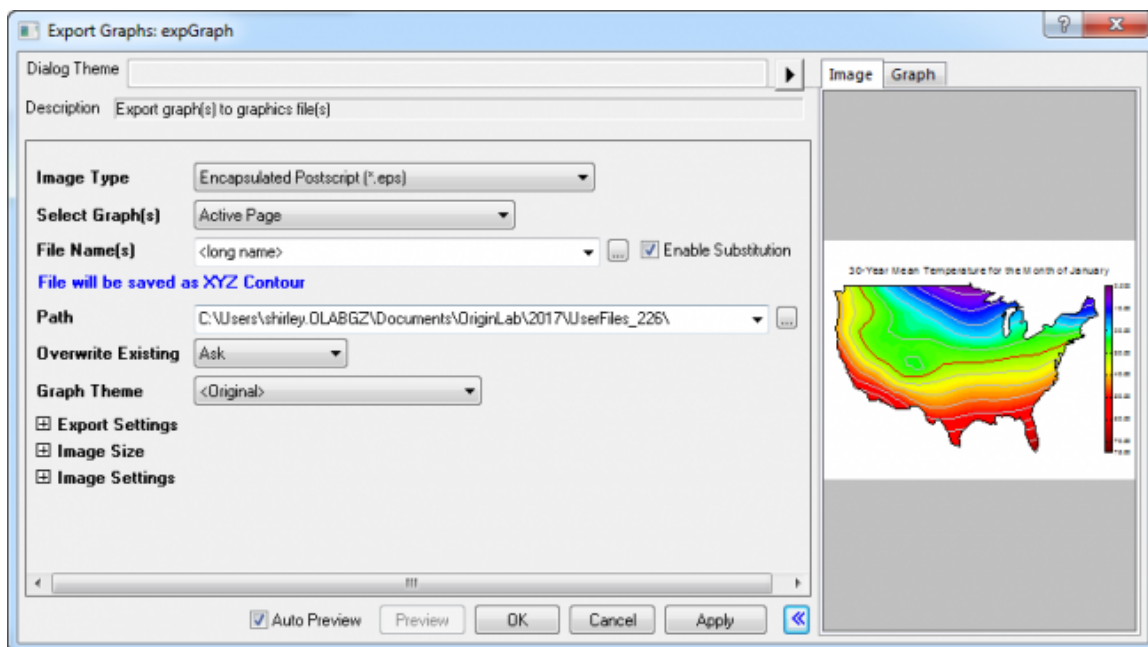 Export Graphs: expGraph
Dialog Theme
Description Export graph(s) to graphics file(s)
Image Type Encapsulated Postscript (*.eps)
Select Graph(s) Active Page
File Name(s) <long name> ... Enable Substitution
File will be saved as XYZ Contour
Path C:\Users\shirley.OLABGZ\Documents\OriginLab\2017\UserFiles_226\ ...
Overwrite Existing Ask
Graph Theme <Original>
Export Settings
Image Size
Image Settings
Auto Preview Preview OK Cancel Apply
Image Graph
30-Year Mean Temperature for the Month of January